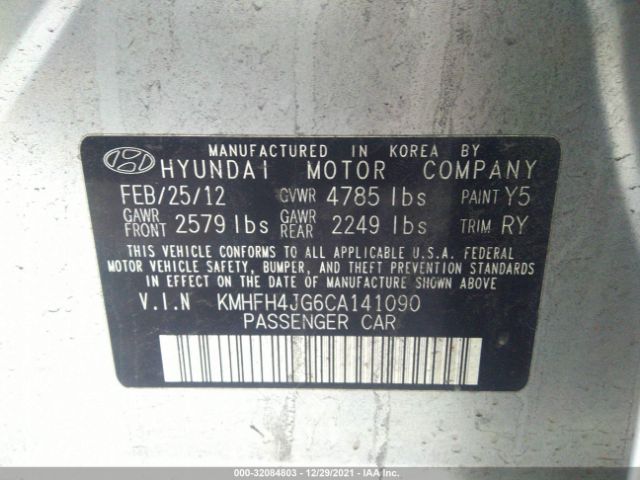 MANUFACTURED IN KOREA BY
HYUNDAI MOTOR COMPANY
FEB/25/12 GVWR 4785 lbs PAINT Y5
GAWR FRONT 2579 lbs GAWR REAR 2249 lbs TRIM RY
THIS VEHICLE CONFORMS TO ALL APPLICABLE U.S.A. FEDERAL
MOTOR VEHICLE SAFETY, BUMPER, AND THEFT PREVENTION
STANDARDS IN EFFECT ON THE DATE OF MANUFACTURE SHOWN ABOVE.
V.I.N KMHFH4JG6CA141090
PASSENGER CAR
000-32084803 - 12/29/2021 - IAA Inc.